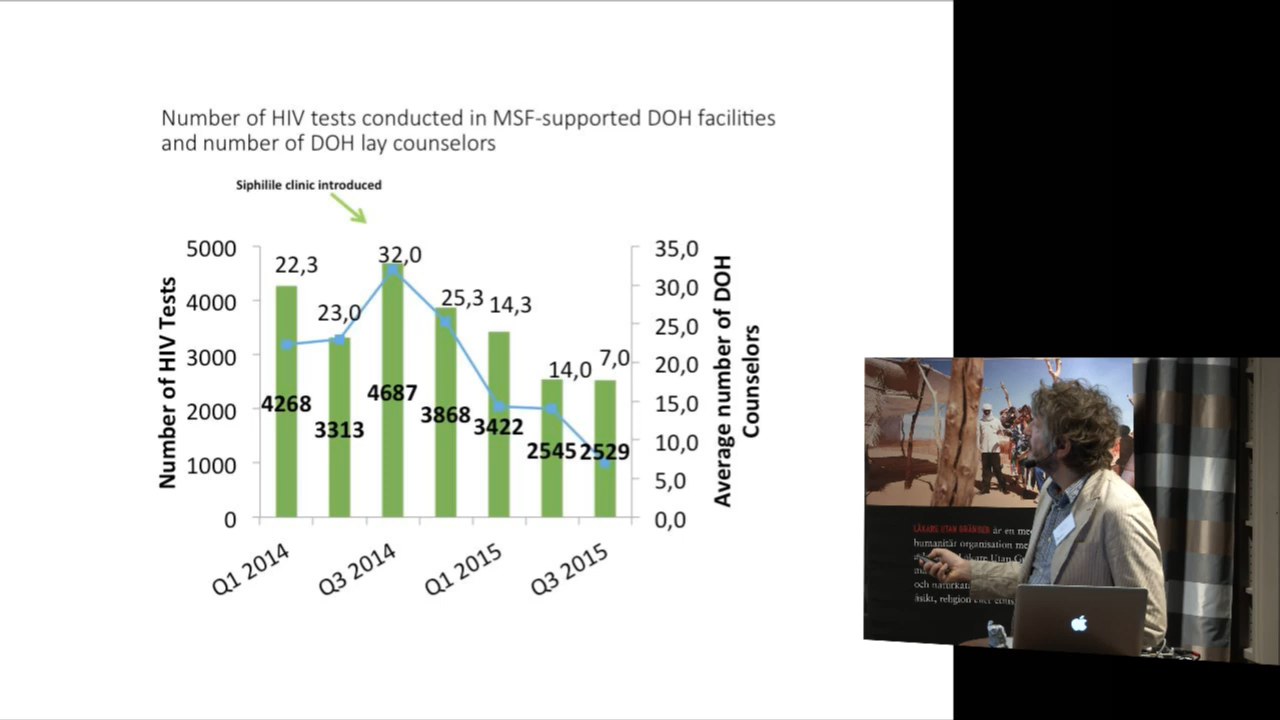 Number of HIV tests conducted in MSF-supported DOH facilities
and number of DOH lay counselors
Siphilile clinic introduced
Number of HIV Tests
5000
4000
3000
2000
1000
0
22,3
23,0
32,0
25,3
14,3
14,0
7,0
4268
3313
4687
3868
3422
2545
2529
35,0
30,0
25,0
20,0
15,0
10,0
5,0
0,0
Average number of DOH
Counselors
Q1 2014
Q3 2014
Q1 2015
Q3 2015
LÄKARE UTAN GRÄNSER är en
humanitär organisation
Utan
och
religion